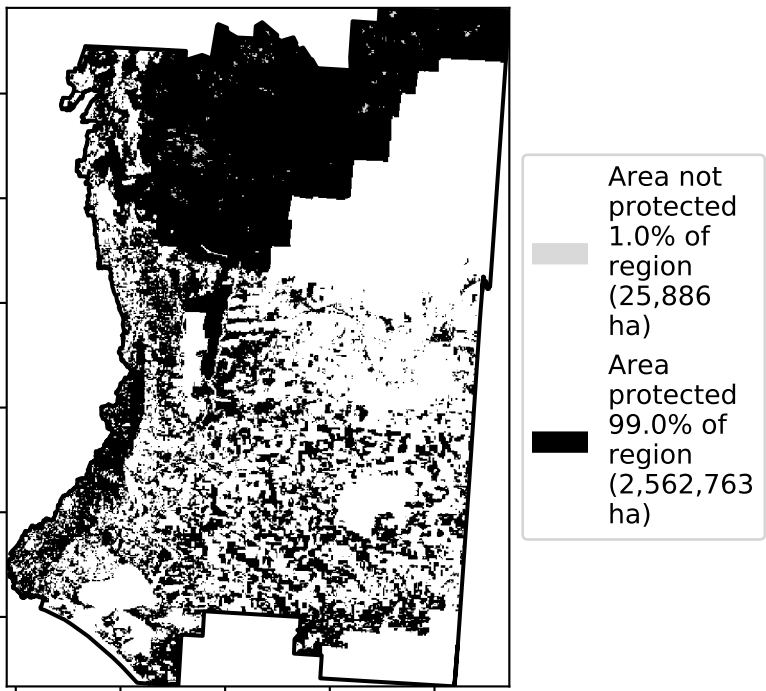 Area not
protected
1.0% of
region
(25,886
ha)
Area
protected
99.0% of
region
(2,562,763
ha)